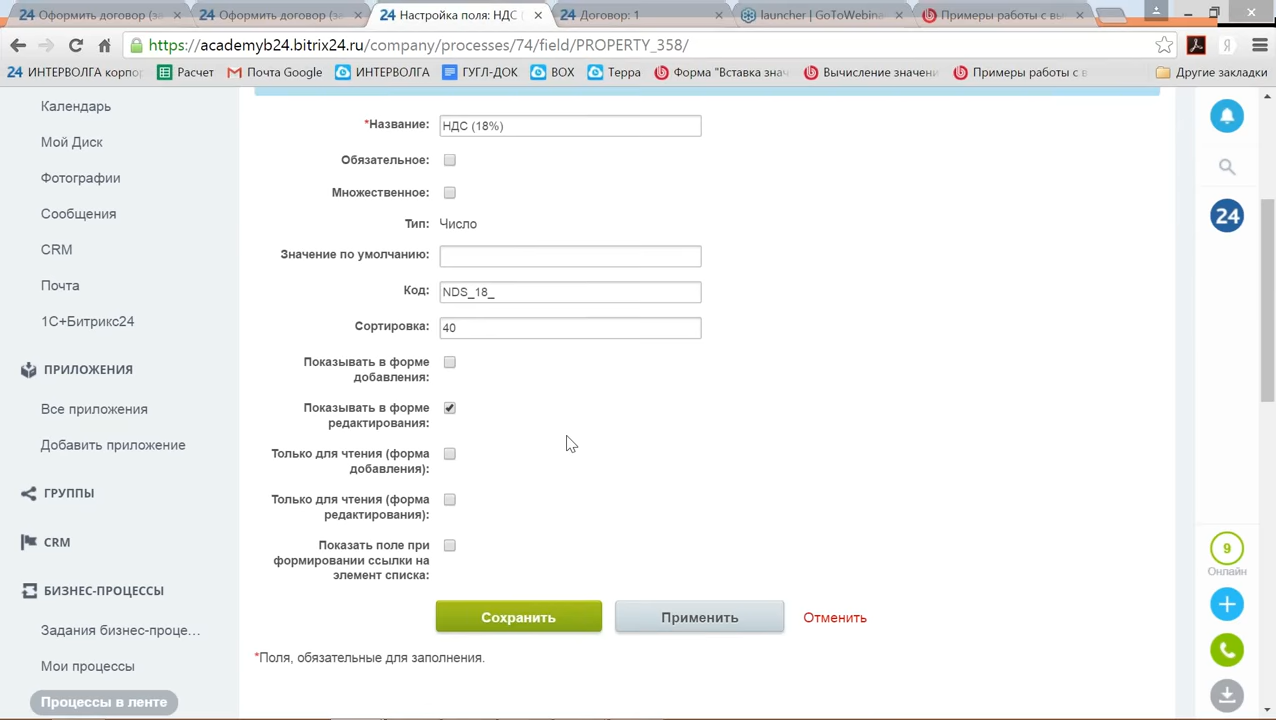 24 Оформить договор (за
24 Оформить договор (за
24 Настройка поля: НДС (
24 Договор: 1
launcher | GoToWebina
Примеры работы с вы
https://academyb24.bitrix24.ru/company/processes/74/field/PROPERTY_358/
24 ИНТЕРВОЛГА корпор
Расчет
Почта Google
ИНТЕРВОЛГА
ГУГЛ-ДОК
ВОХ
Терра
Форма "Вставка знач
Вычисление значени
Примеры работы с в
Другие закладки
Календарь
Мой Диск
Фотографии
Сообщения
CRM
Почта
1С+Битрикс24
ПРИЛОЖЕНИЯ
Все приложения
Добавить приложение
ГРУППЫ
CRM
БИЗНЕС-ПРОЦЕССЫ
Задания бизнес-проце...
Мои процессы
Процессы в ленте
*Название: НДС (18%)
Обязательное:
Множественное:
Тип: Число
Значение по умолчанию:
Код: NDS_18_
Сортировка: 40
Показывать в форме
добавления:
Показывать в форме
редактирования:
Только для чтения (форма
добавления):
Только для чтения (форма
редактирования):
Показать поле при
формировании ссылки на
элемент списка:
Сохранить
Применить
Отменить
*Поля, обязательные для заполнения.
Я
24
9
Онлайн